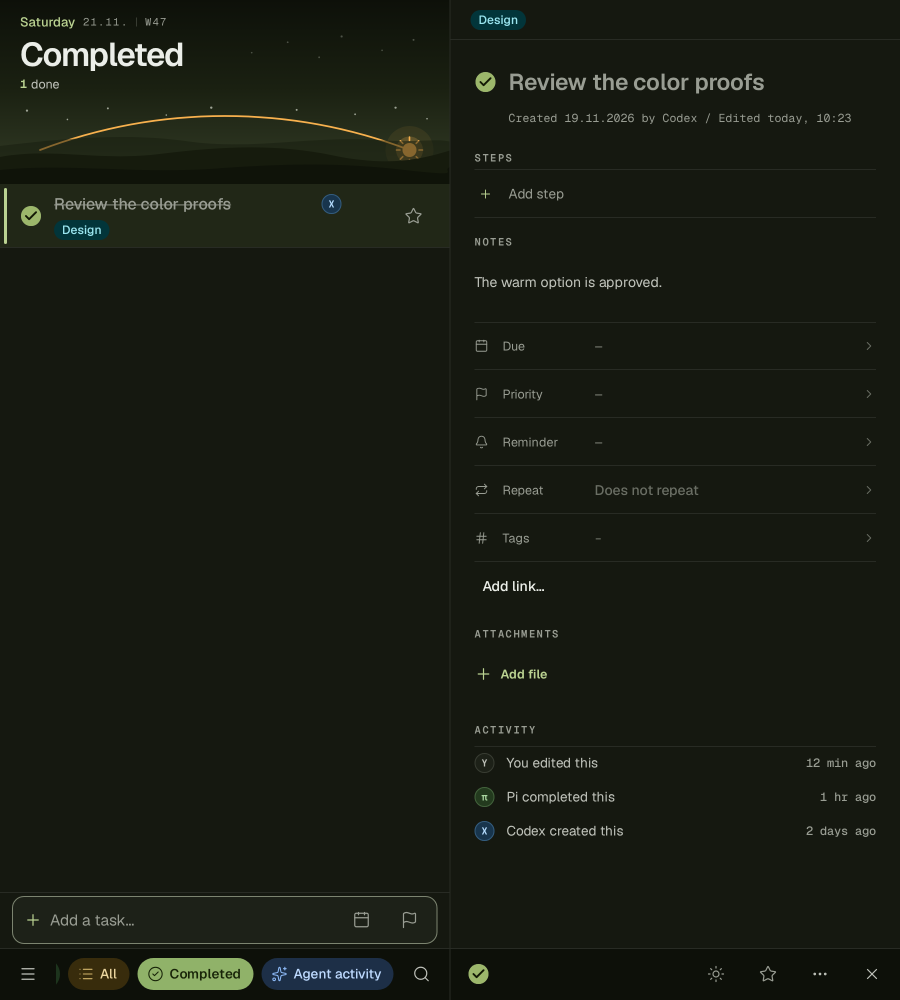 Saturday 21.11. | W47
Completed
1 done
Review the color proofs X
Design
Add a task…
All Completed Agent activity
Design
Review the color proofs
Created 19.11.2026 by Codex / Edited today, 10:23
STEPS
Add step
NOTES
The warm option is approved.
Due –
Priority –
Reminder –
Repeat Does not repeat
Tags -
Add link…
ATTACHMENTS
Add file
ACTIVITY
Y You edited this 12 min ago
π Pi completed this 1 hr ago
X Codex created this 2 days ago